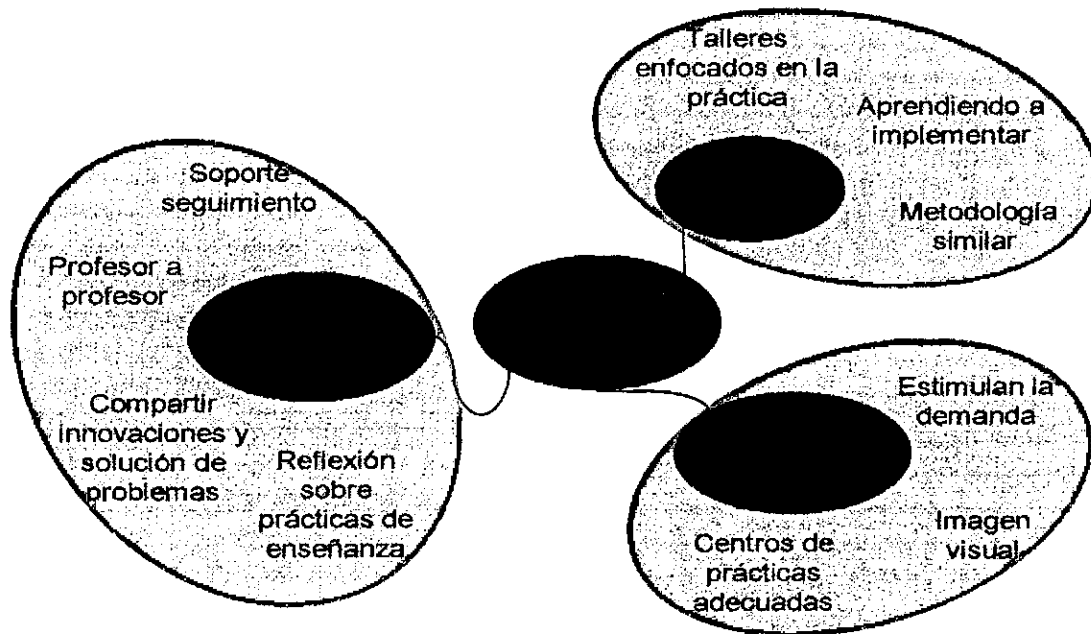 Talleres
enfocados en la
práctica
Aprendiendo a
implementar
Metodología
similar
Soporte
seguimiento
Profesor a
profesor
Compartir
innovaciones y
solución de
problemas
Reflexión
sobre
prácticas de
enseñanza
Estimulan la
demanda
Imagen
visual
Centros de
prácticas
adecuadas